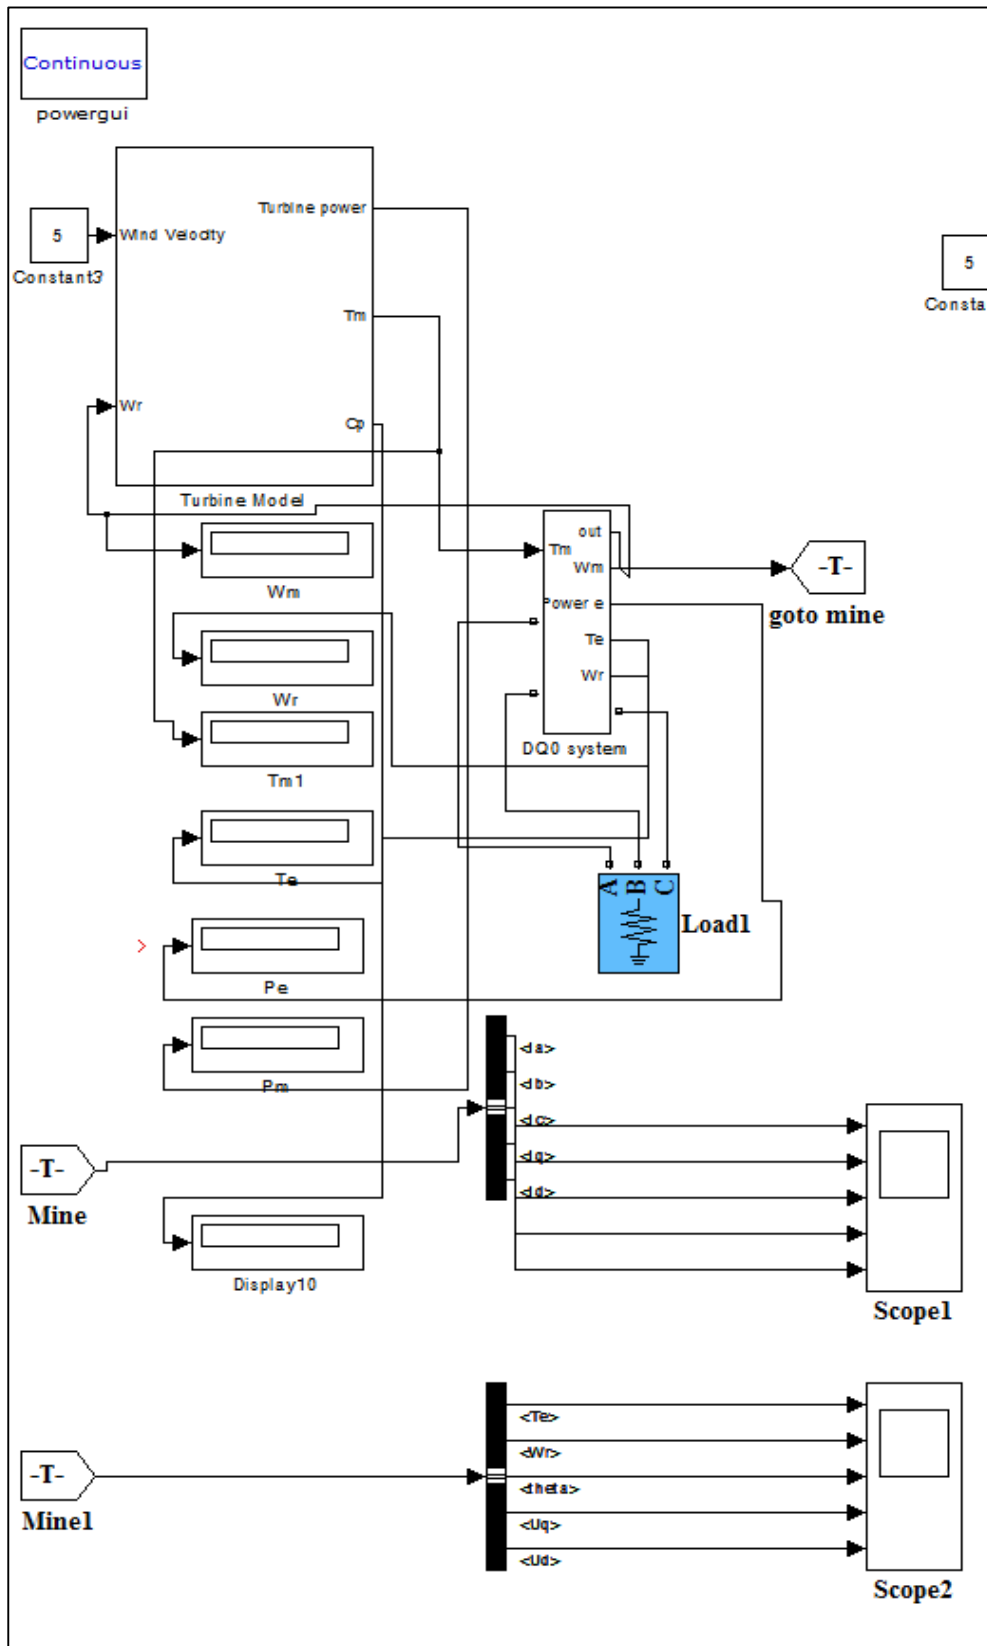 Continuous
powergui
Turbine power
5
Wind Velocity
Constant3
5
Consta
Tm
Wr
Cp
Turbine Model
out
Tm
Wm
-T-
Wm
Power e
goto mine
Te
Wr
Wr
DQ0 system
Tm1
Te
A B C
Load1
Pe
<ia>
Pm
<ib>
<ic>
-T-
<iq>
<id>
Mine
Display10
Scope1
<Te>
<Wr>
-T-
<theta>
Mine1
<Uq>
<Ud>
Scope2